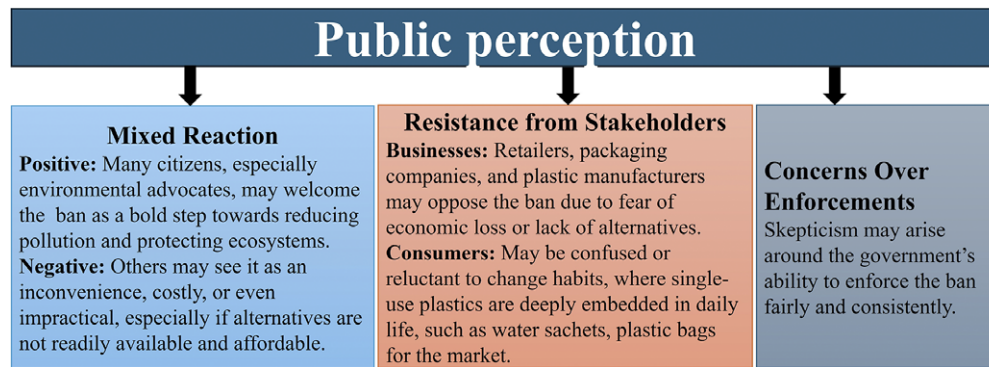 Public perception
Mixed Reaction
Positive: Many citizens, especially
environmental advocates, may welcome
the ban as a bold step towards reducing
pollution and protecting ecosystems.
Negative: Others may see it as an
inconvenience, costly, or even
impractical, especially if alternatives are
not readily available and affordable.
Resistance from Stakeholders
Businesses: Retailers, packaging
companies, and plastic manufacturers
may oppose the ban due to fear of
economic loss or lack of alternatives.
Consumers: May be confused or
reluctant to change habits, where single-
use plastics are deeply embedded in daily
life, such as water sachets, plastic bags
for the market.
Concerns Over
Enforcements
Skepticism may arise
around the government’s
ability to enforce the ban
fairly and consistently.